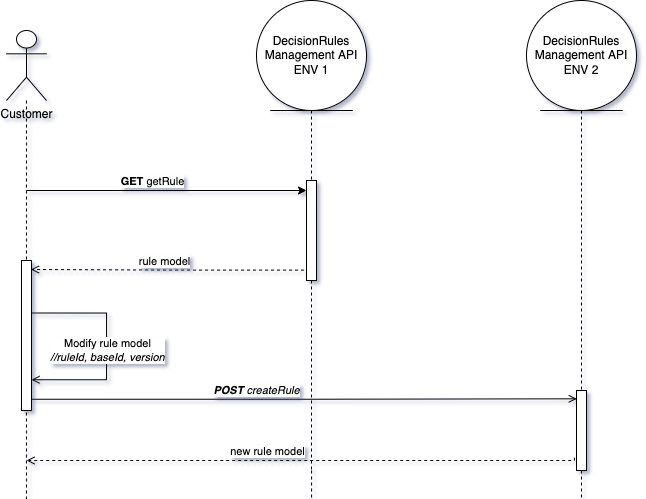 DecisionRules
Management API
ENV 1
DecisionRules
Management API
ENV 2
Customer
GET getRule
rule model
Modify rule model
//ruleId, baseId, version
POST createRule
new rule model